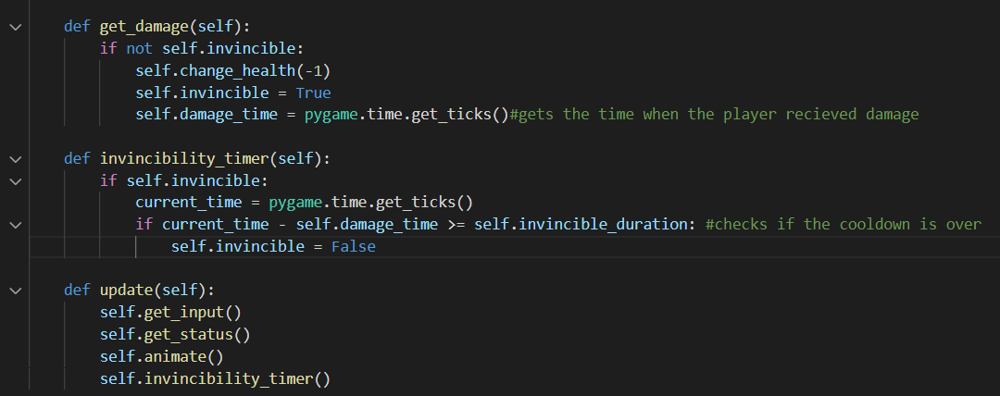 def get_damage(self):
if not self.invincible:
self.change_health(-1)
self.invincible = True
self.damage_time = pygame.time.get_ticks()#gets the time when the player recieved damage
def invincibility_timer(self):
if self.invincible:
current_time = pygame.time.get_ticks()
if current_time - self.damage_time >= self.invincible_duration: #checks if the cooldown is over
self.invincible = False
def update(self):
self.get_input()
self.get_status()
self.animate()
self.invincibility_timer()